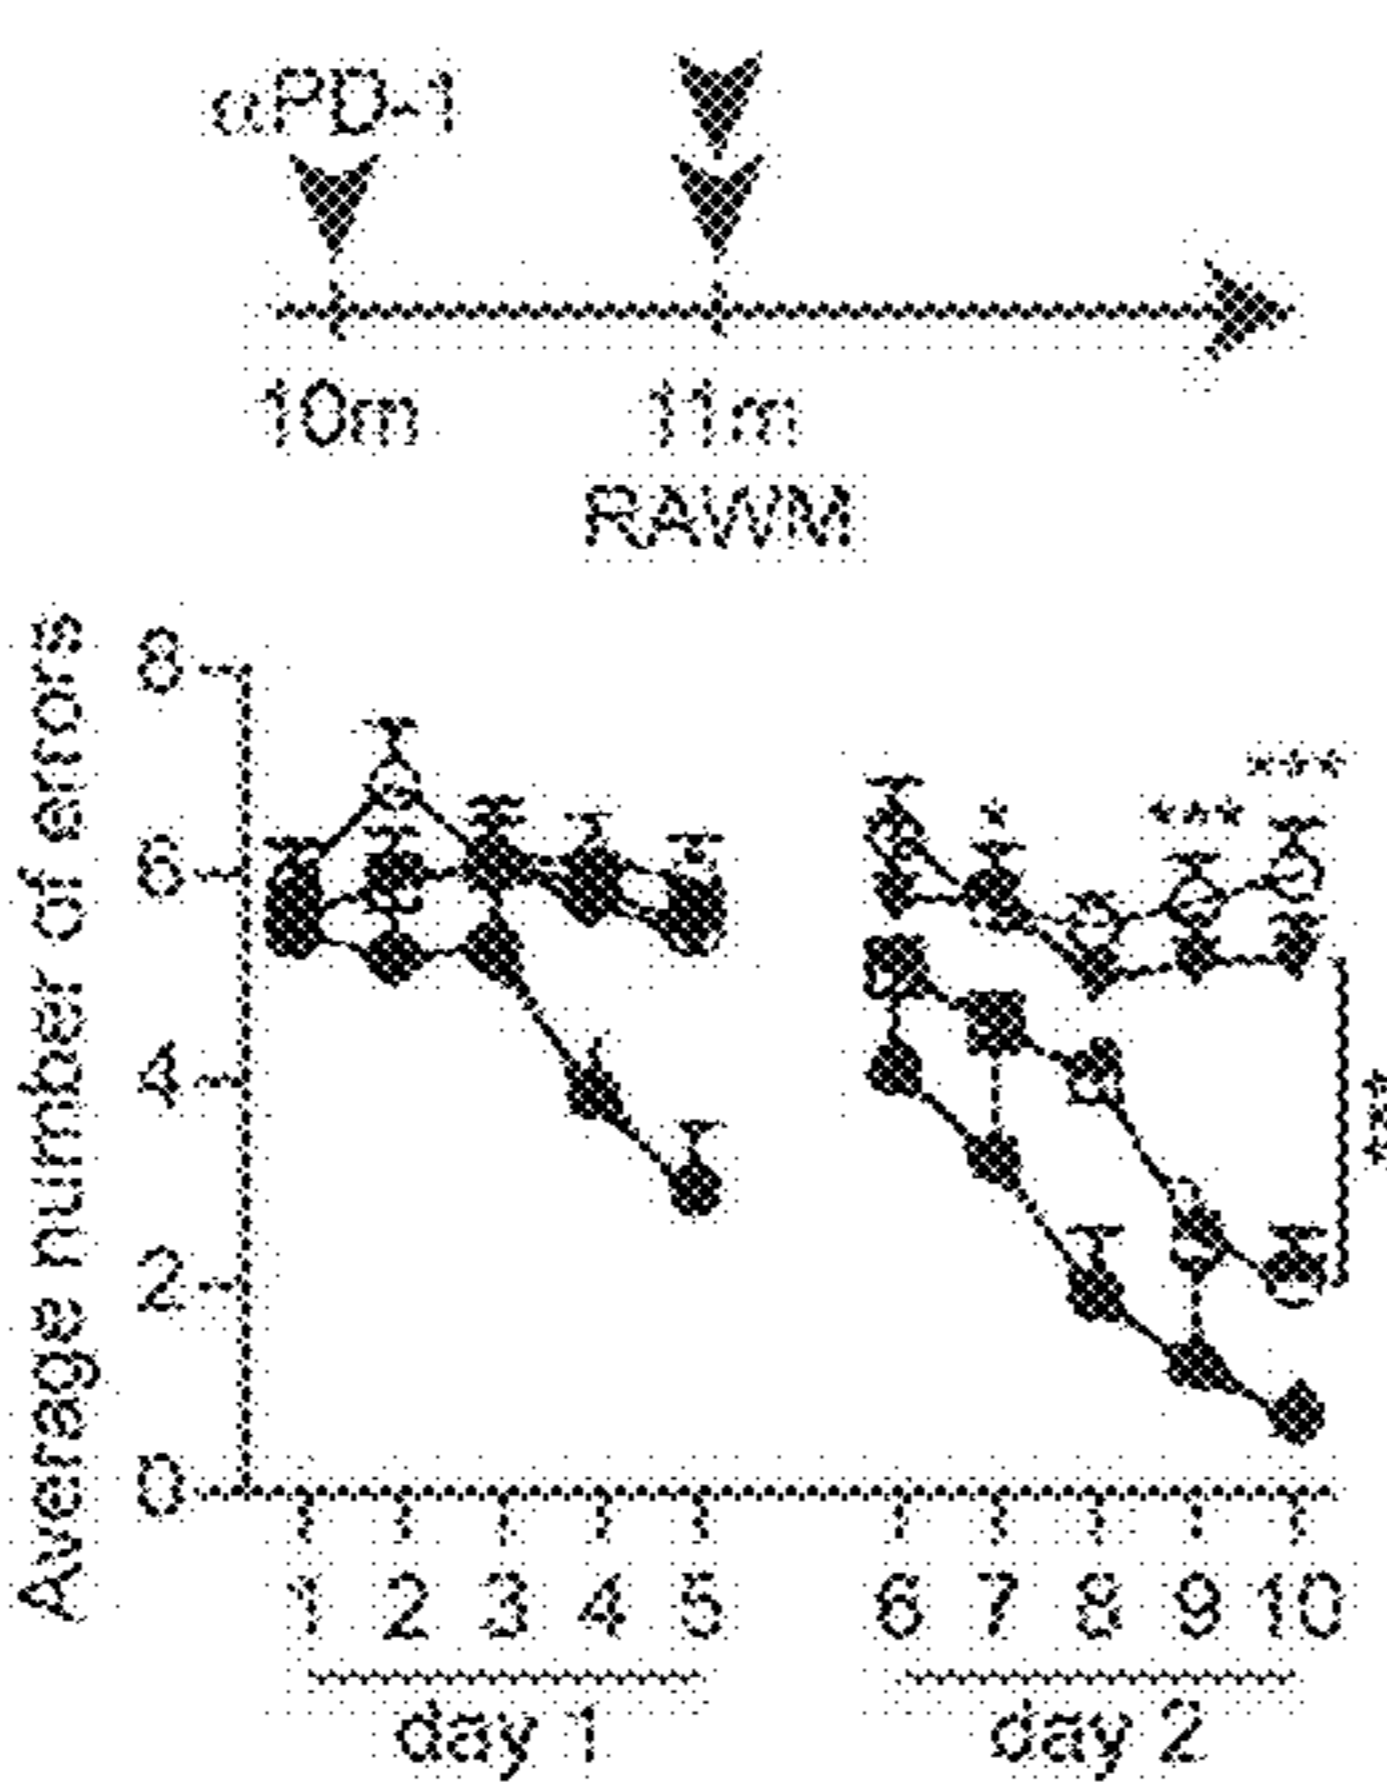 αPD-1
10m
11m
RAWM
Average number of errors
8
6
4
2
0
*
***
***
***
1 2 3 4 5 6 7 8 9 10
day 1 day 2